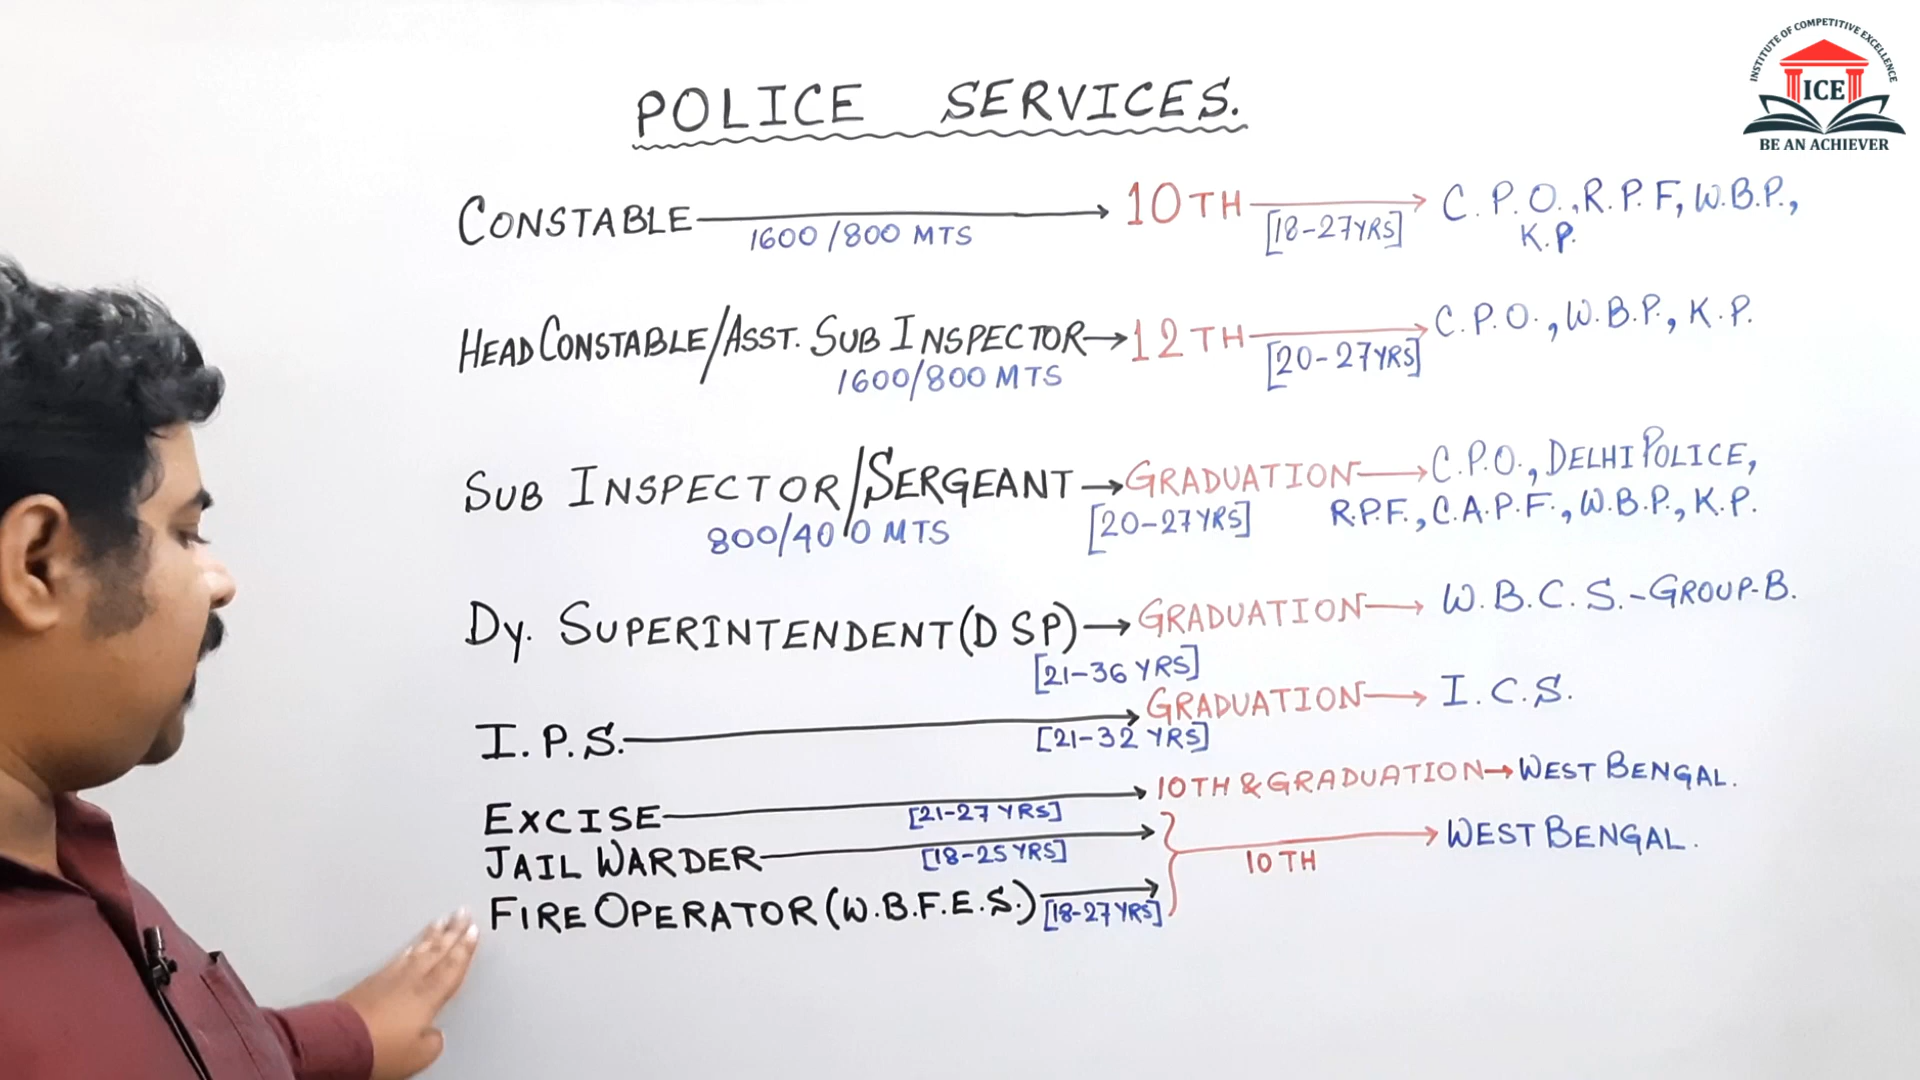 INSTITUTE OF COMPETITIVE EXCELLENCE
ICE
BE AN ACHIEVER
POLICE SERVICES.
CONSTABLE → 10TH → C.P.O., R.P.F, W.B.P.,
1600/800 MTS [18-27YRS] K.P.
HEAD CONSTABLE/ASST. SUB INSPECTOR → 12TH → C.P.O., W.B.P., K.P.
1600/800 MTS [20-27YRS]
SUB INSPECTOR/SERGEANT → GRADUATION → C.P.O., DELHI POLICE,
800/400 MTS [20-27YRS] R.P.F., C.A.P.F., W.B.P., K.P.
Dy. SUPERINTENDENT (DSP) → GRADUATION → W.B.C.S.-GROUP-B.
[21-36 YRS]
I.P.S. → GRADUATION → I.C.S.
[21-32 YRS]
EXCISE → 10TH & GRADUATION → WEST BENGAL.
[21-27 YRS]
JAIL WARDER → 10TH → WEST BENGAL.
[18-25 YRS]
FIRE OPERATOR (W.B.F.E.S.) →
[18-27 YRS]